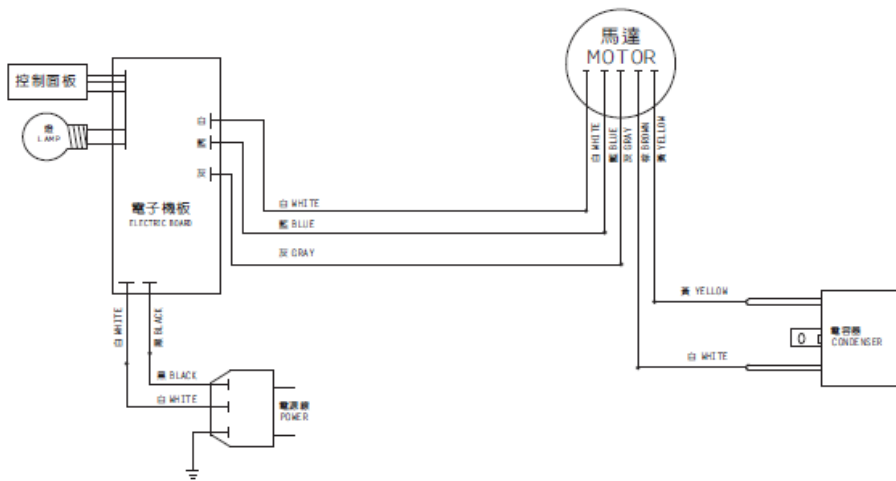 馬達
MOTOR
控制面板
燈
LAMP
白
藍
灰
白 WHITE
藍 BLUE
灰 GRAY
棕 BROWN
黃 YELLOW
電子機板
ELECTRIC BOARD
白 WHITE
藍 BLUE
灰 GRAY
白 WHITE
黑 BLACK
黑 BLACK
白 WHITE
電源線
POWER
黃 YELLOW
白 WHITE
電容器
CONDENSER